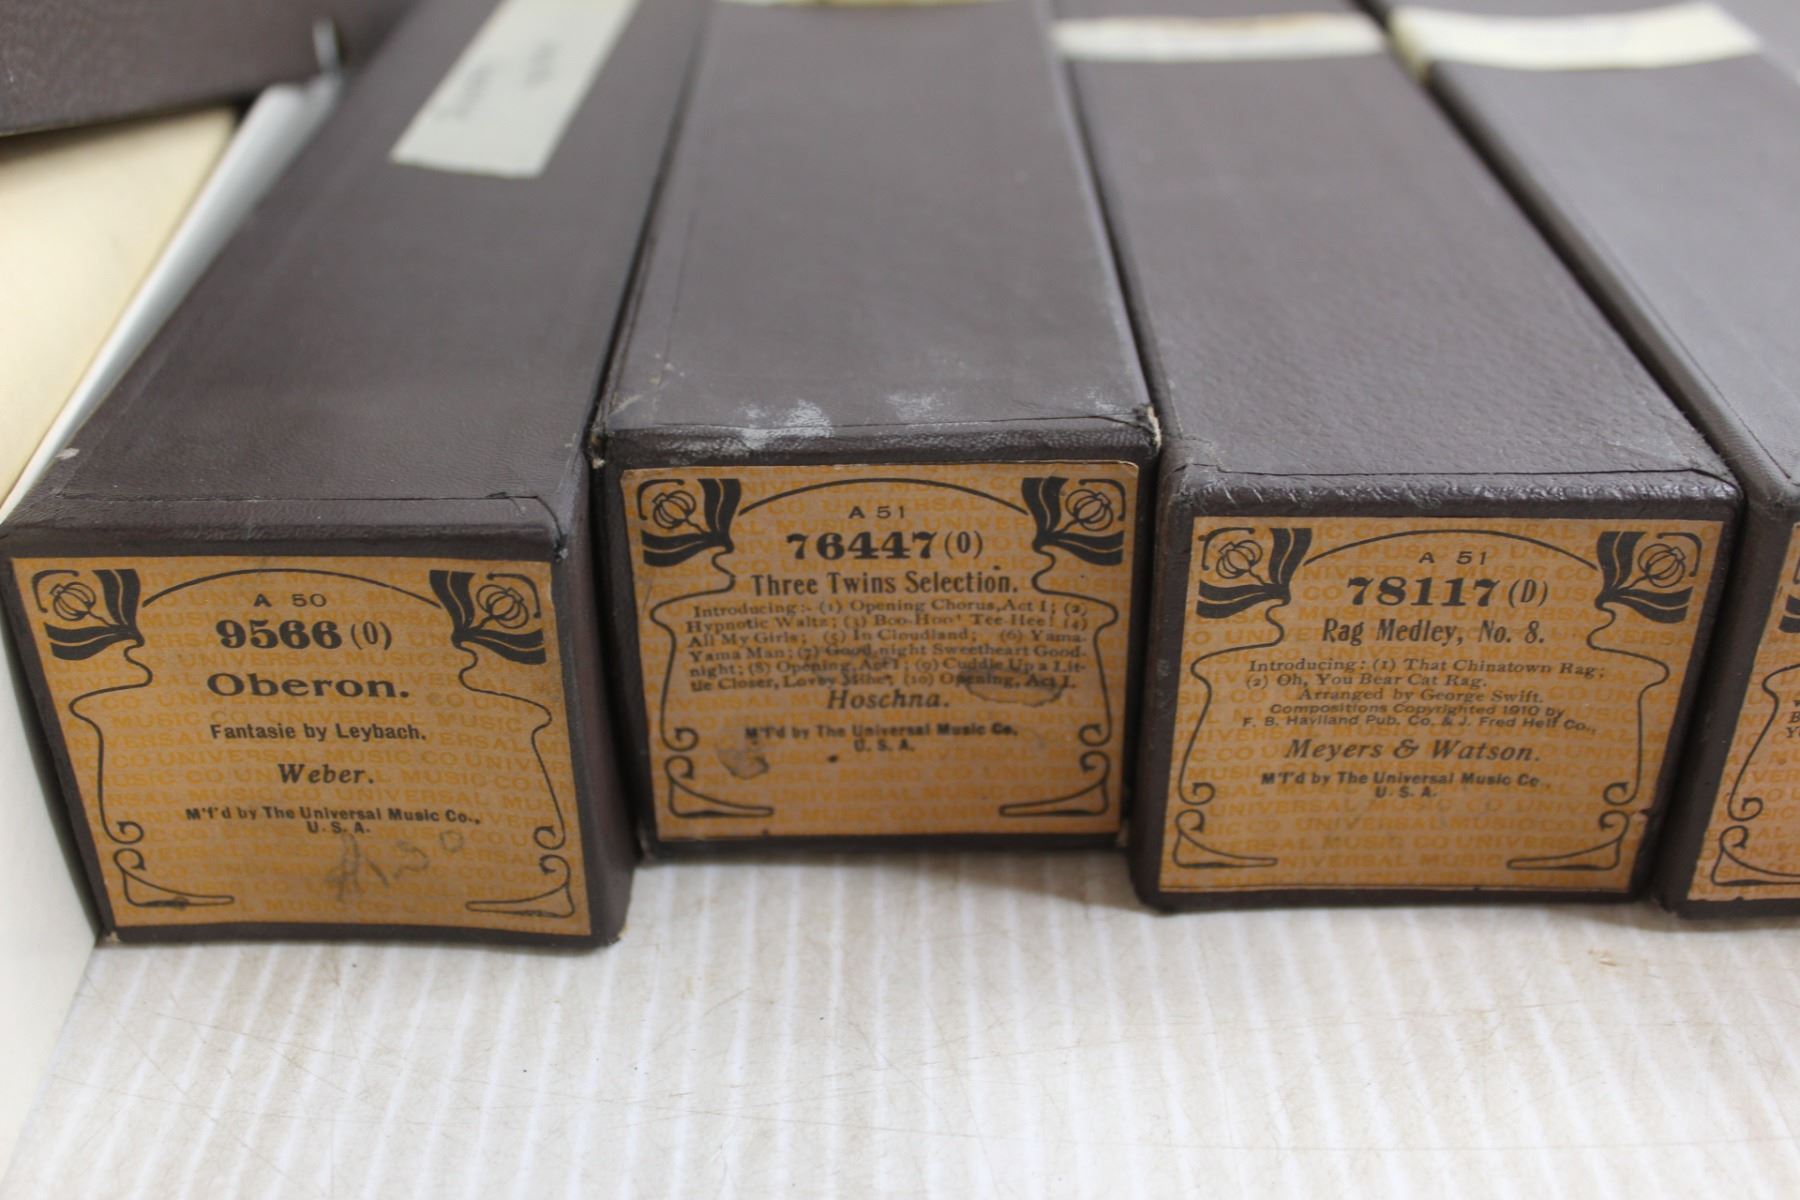 A 50
9566 (O)
Oberon.
Fantasie by Leybach.
Weber.
M'f'd by The Universal Music Co.,
U. S. A.
A 51
76447 (O)
Three Twins Selection.
Introducing:- (1) Opening Chorus, Act I; (2)
Hypnotic Waltz; (3) Boo-Hoo' Tee-Hee! (4)
All My Girls; (5) In Cloudland; (6) Yama-
Yama Man; (7) Good night Sweetheart Good-
night; (8) Opening, Act I; (9) Cuddle Up a Lit-
tle Closer, Lovey (10) Opening, Act I.
Hoschna.
M'f'd by The Universal Music Co.,
U. S. A.
A 51
78117 (D)
Rag Medley, No. 8.
Introducing: (1) That Chinatown Rag;
(2) Oh, You Bear Cat Rag.
Arranged by George Swift.
Compositions Copyrighted 1910 by
F. B. Haviland Pub. Co. & J. Fred Helf Co.,
Meyers & Watson.
M'f'd by The Universal Music Co.,
U. S. A.